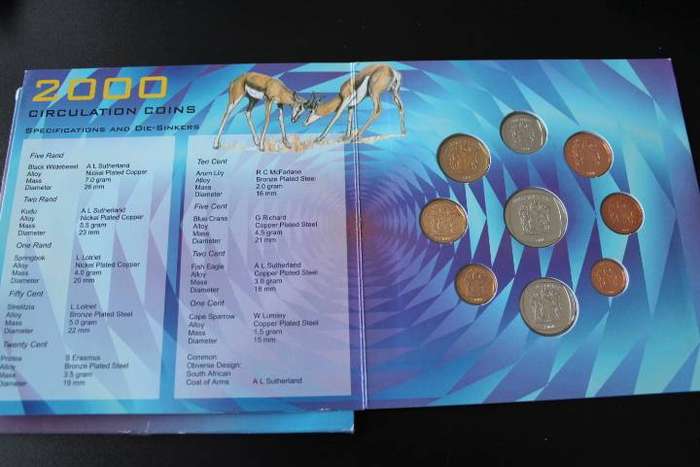 2000
CIRCULATION COINS
SPECIFICATIONS AND DIE-SINKERS
Five Rand
Black Wildebeest A L Sutherland
Alloy Nickel Plated Copper
Mass 7.0 gram
Diameter 26 mm
Two Rand
Kudu A L Sutherland
Alloy Nickel Plated Copper
Mass 5.5 gram
Diameter 23 mm
One Rand
Springbok L Lotriet
Alloy Nickel Plated Copper
Mass 4.0 gram
Diameter 20 mm
Fifty Cent
Strelitzia L Lotriet
Alloy Bronze Plated Steel
Mass 5.0 gram
Diameter 22 mm
Twenty Cent
Protea S Erasmus
Alloy Bronze Plated Steel
Mass 3.5 gram
Diameter 19 mm
Ten Cent
Arum Lily R C McFarlane
Alloy Bronze Plated Steel
Mass 2.0 gram
Diameter 16 mm
Five Cent
Blue Crane G Richard
Alloy Copper Plated Steel
Mass 4.5 gram
Diameter 21 mm
Two Cent
Fish Eagle A L Sutherland
Alloy Copper Plated Steel
Mass 3.0 gram
Diameter 18 mm
One Cent
Cape Sparrow W Lumley
Alloy Copper Plated Steel
Mass 1.5 gram
Diameter 15 mm
Common
Obverse Design:
South African
Coat of Arms A L Sutherland